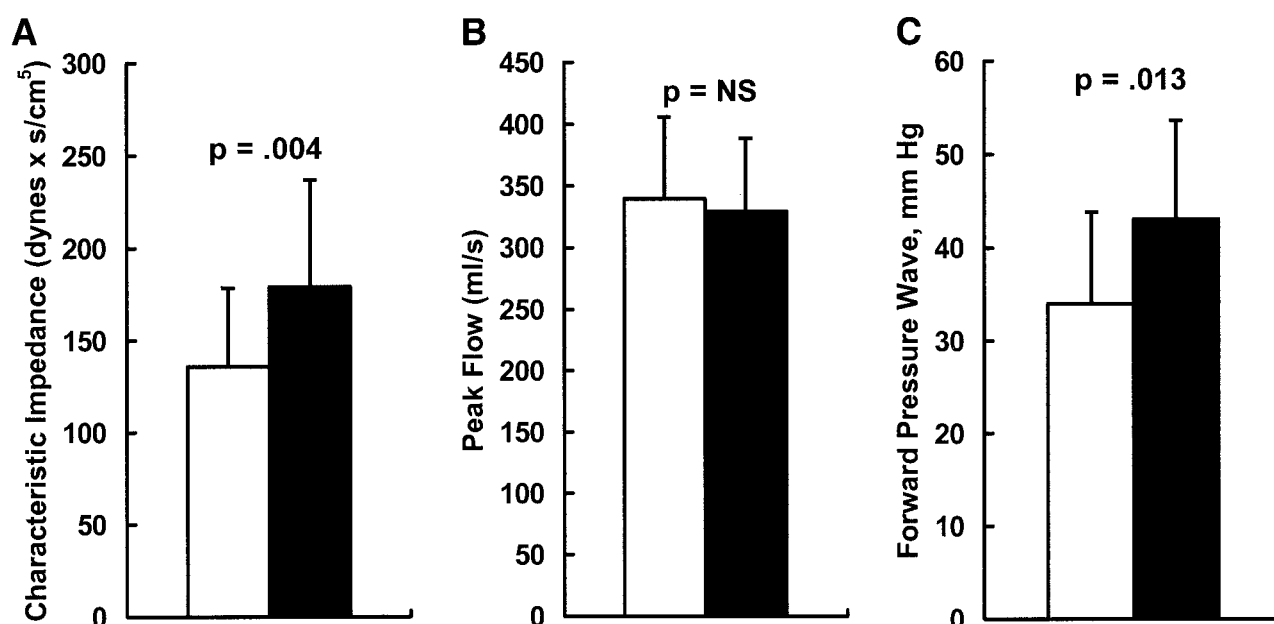 A
Characteristic Impedance (dynes x s/cm⁵)
300
250
200
150
100
50
0
p = .004
B
Peak Flow (ml/s)
450
400
350
300
250
200
150
100
50
0
p = NS
C
Forward Pressure Wave, mm Hg
60
50
40
30
20
10
0
p = .013